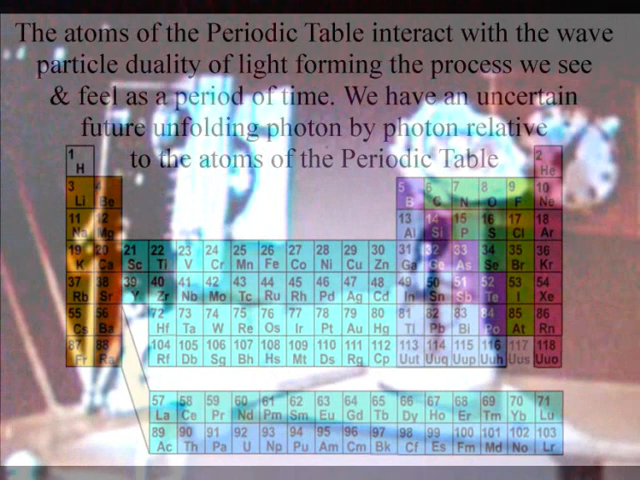 The atoms of the Periodic Table interact with the wave
particle duality of light forming the process we see
& feel as a period of time. We have an uncertain
future unfolding photon by photon relative
to the atoms of the Periodic Table
1 2
H He
3 4 5 6 7 8 9 10
Li Be B C N O F Ne
11 12 13 14 15 16 17 18
Na Mg Al Si P S Cl Ar
19 20 21 22 23 24 25 26 27 28 29 30 31 32 33 34 35 36
K Ca Sc Ti V Cr Mn Fe Co Ni Cu Zn Ga Ge As Se Br Kr
37 38 39 40 41 42 43 44 45 46 47 48 49 50 51 52 53 54
Rb Sr Y Zr Nb Mo Tc Ru Rh Pd Ag Cd In Sn Sb Te I Xe
55 56 72 73 74 75 76 77 78 79 80 81 82 83 84 85 86
Cs Ba Hf Ta W Re Os Ir Pt Au Hg Tl Pb Bi Po At Rn
87 88 104 105 106 107 108 109 110 111 112 113 114 115 116 117 118
Fr Ra Rf Db Sg Bh Hs Mt Ds Rg Cp Uut Uuq Uup Uuh Uus Uuo
57 58 59 60 61 62 63 64 65 66 67 68 69 70 71
La Ce Pr Nd Pm Sm Eu Gd Tb Dy Ho Er Tm Yb Lu
89 90 91 92 93 94 95 96 97 98 99 100 101 102 103
Ac Th Pa U Np Pu Am Cm Bk Cf Es Fm Md No Lr